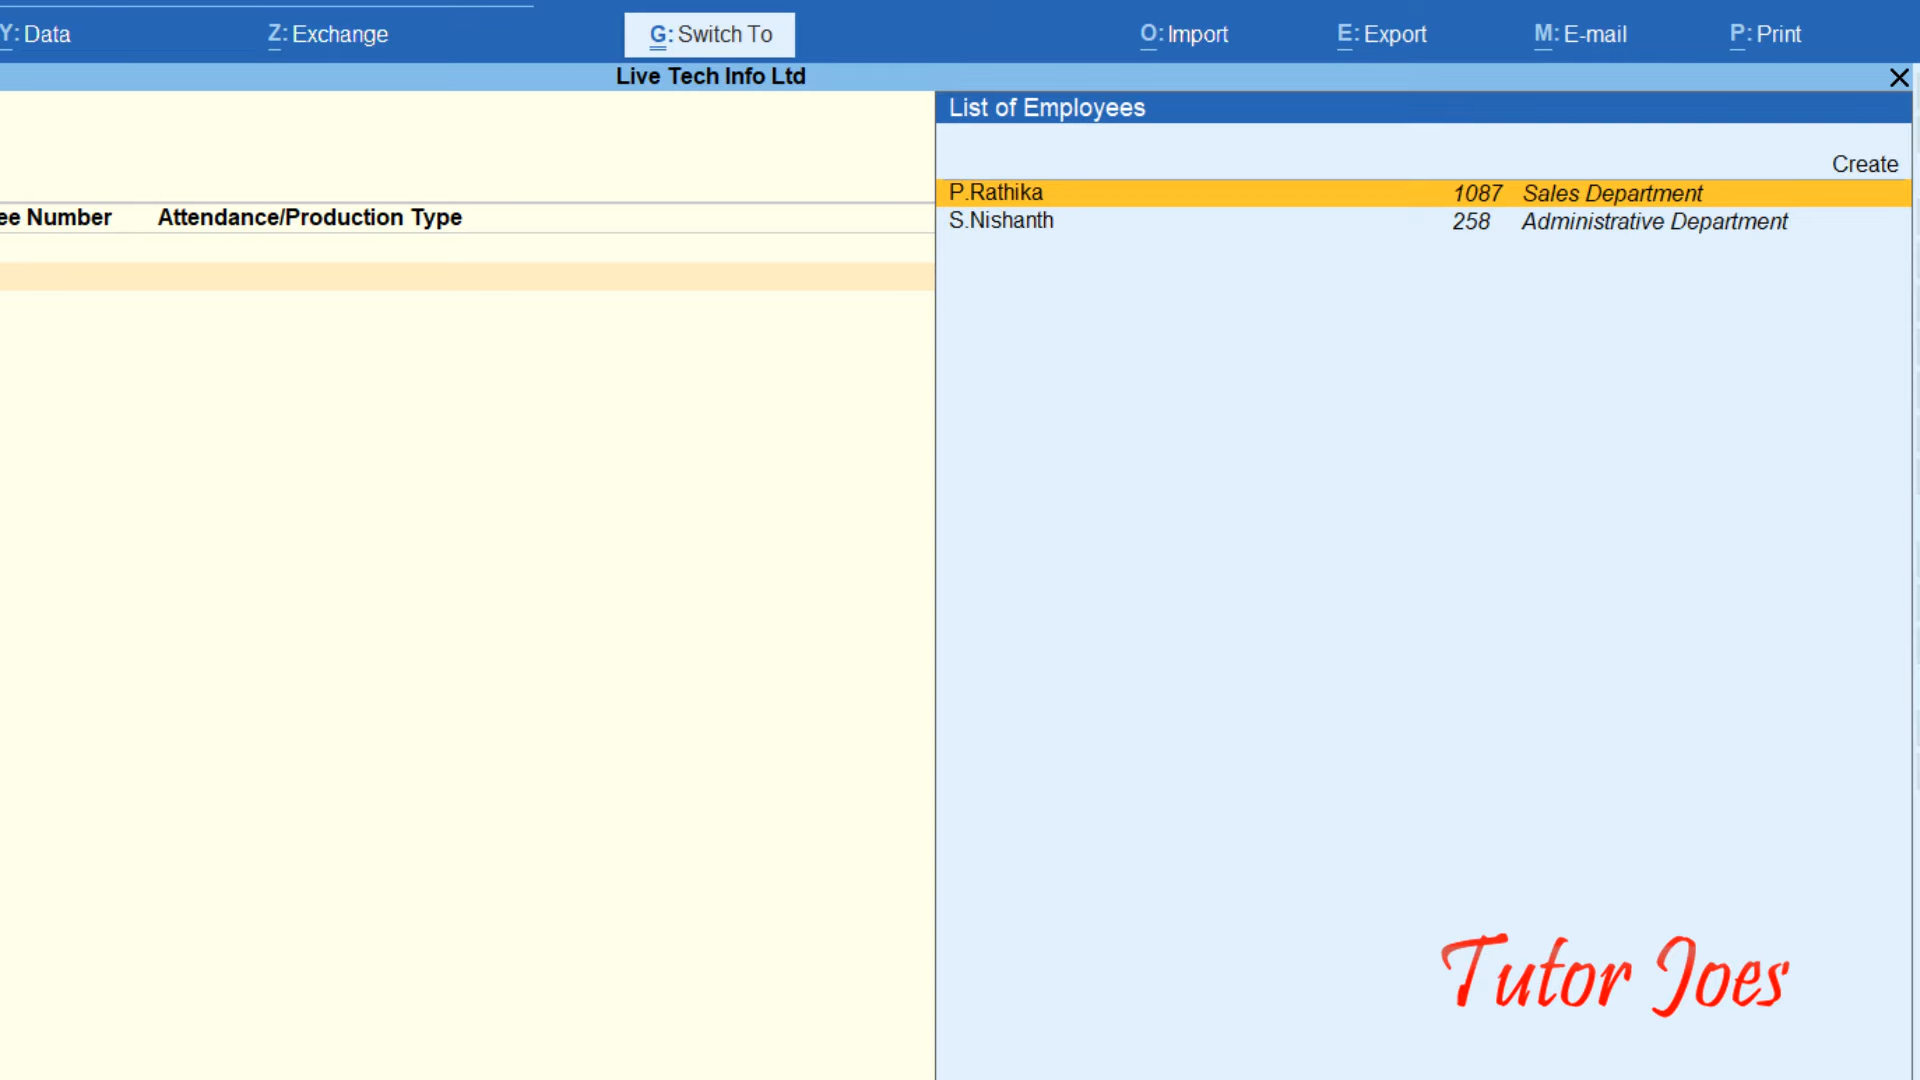 Y: Data Z: Exchange G: Switch To O: Import E: Export M: E-mail P: Print
Live Tech Info Ltd
List of Employees
Create
P.Rathika 1087 Sales Department
S.Nishanth 258 Administrative Department
ee Number Attendance/Production Type
Tutor Joes